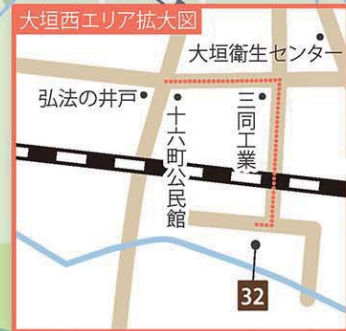 大垣西エリア拡大図
大垣衛生センター
弘法の井戸
十六町公民館
三同工業
32